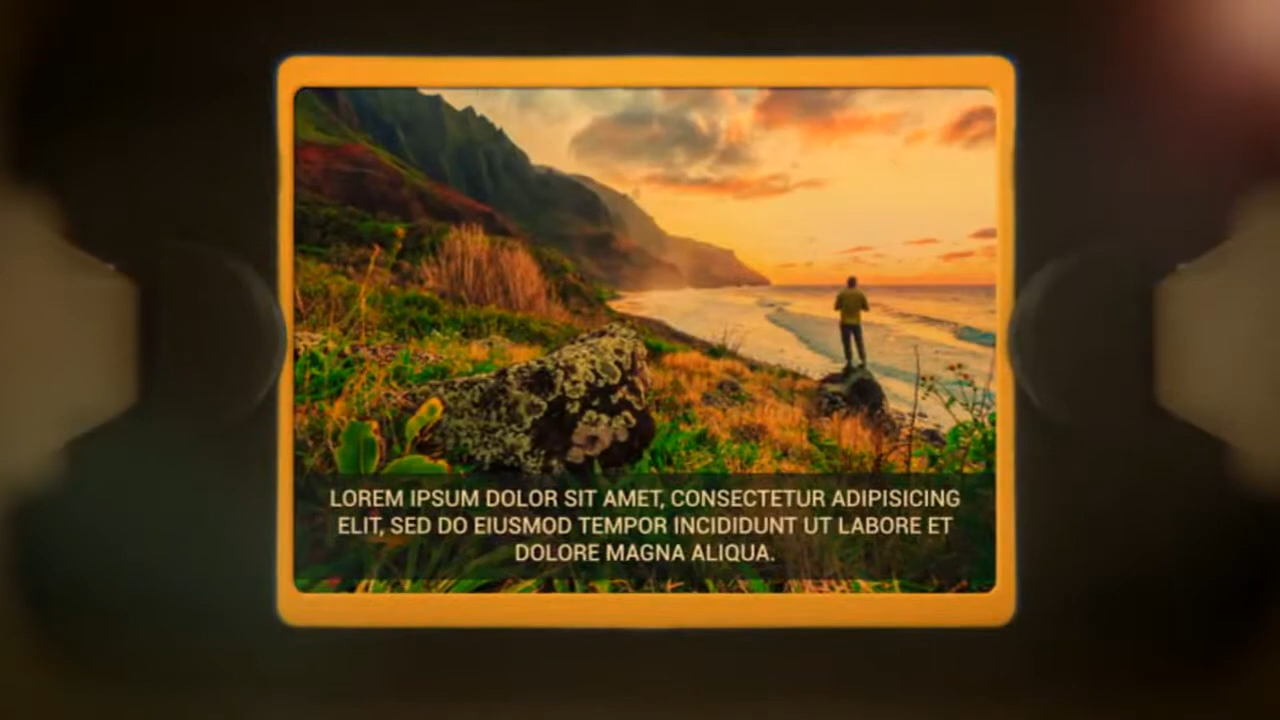 LOREM IPSUM DOLOR SIT AMET, CONSECTETUR ADIPISICING
ELIT, SED DO EIUSMOD TEMPOR INCIDIDUNT UT LABORE ET
DOLORE MAGNA ALIQUA.